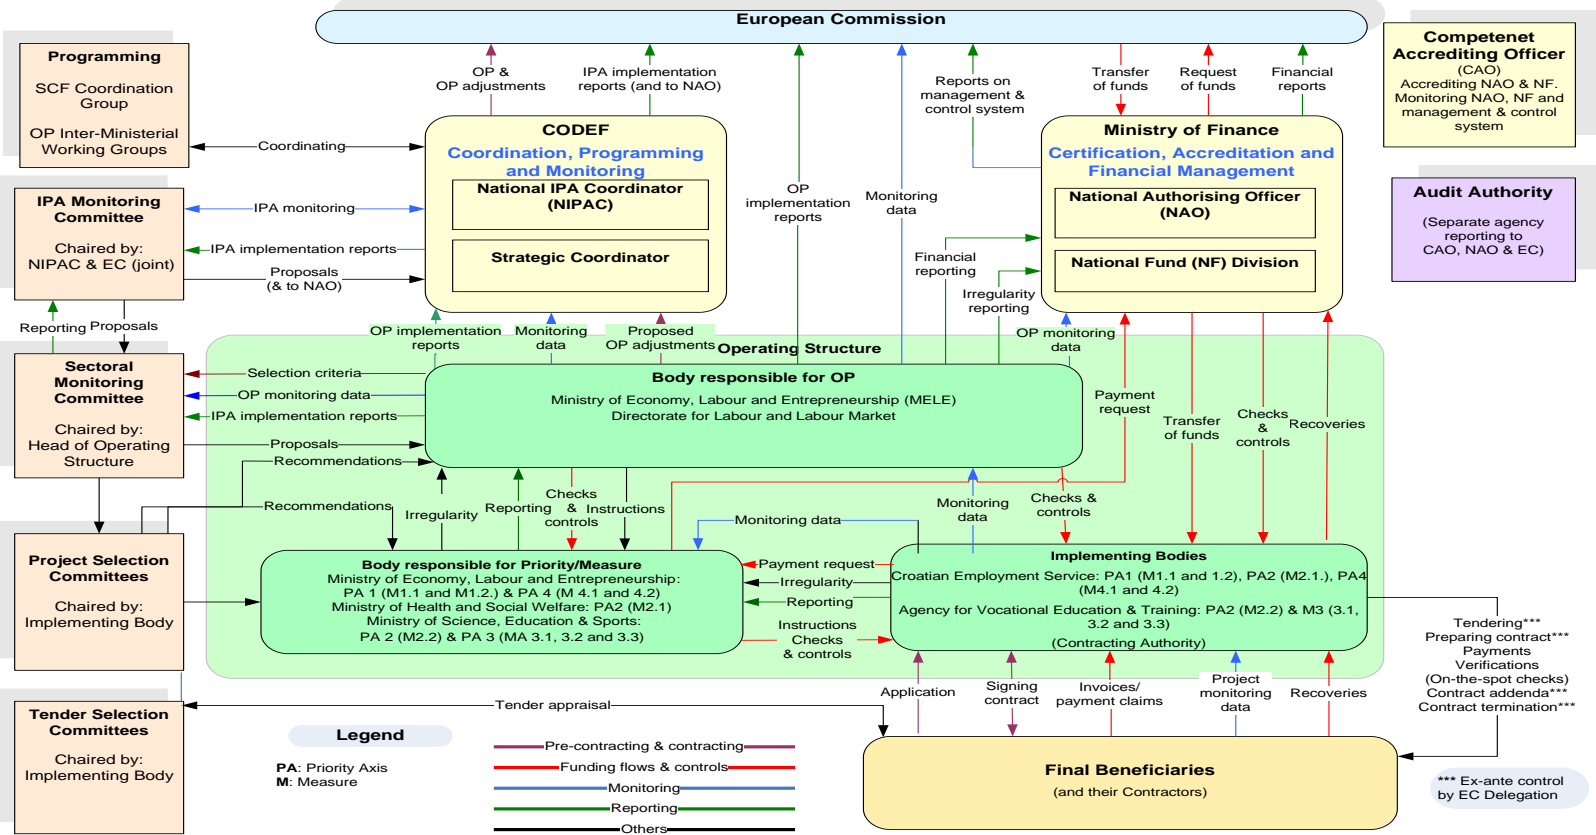 European Commission
Programming
SCF Coordination
Group
OP Inter-Ministerial
Working Groups
Competenet
Accrediting Officer
(CAO)
Accrediting NAO & NF.
Monitoring NAO, NF and
management & control
system
OP &
OP adjustments
IPA implementation
reports (and to NAO)
Reports on
management &
control system
Transfer
of funds
Request
of funds
Financial
reports
Coordinating
CODEF
Coordination, Programming
and Monitoring
National IPA Coordinator
(NIPAC)
Strategic Coordinator
Ministry of Finance
Certification, Accreditation and
Financial Management
National Authorising Officer
(NAO)
National Fund (NF) Division
Audit Authority
(Separate agency
reporting to
CAO, NAO & EC)
IPA Monitoring
Committee
Chaired by:
NIPAC & EC (joint)
IPA monitoring
IPA implementation reports
Proposals
(& to NAO)
OP
implementation
reports
Monitoring
data
Financial
reporting
Irregularity
reporting
Reporting
Proposals
OP implementation
reports
Monitoring
data
Proposed
OP adjustments
OP monitoring
data
Operating Structure
Sectoral
Monitoring
Committee
Chaired by:
Head of Operating
Structure
Selection criteria
OP monitoring data
IPA implementation reports
Proposals
Recommendations
Body responsible for OP
Ministry of Economy, Labour and Entrepreneurship (MELE)
Directorate for Labour and Labour Market
Payment
request
Transfer
of funds
Checks
&
controls
Recoveries
Recommendations
Irregularity
Reporting
Checks
&
controls
Instructions
Monitoring data
Monitoring
data
Checks &
controls
Project Selection
Committees
Chaired by:
Implementing Body
Body responsible for Priority/Measure
Ministry of Economy, Labour and Entrepreneurship:
PA 1 (M1.1 and M1.2.) & PA 4 (M 4.1 and 4.2)
Ministry of Health and Social Welfare: PA2 (M2.1)
Ministry of Science, Education & Sports:
PA 2 (M2.2) & PA 3 (MA 3.1, 3.2 and 3.3)
Payment request
Irregularity
Reporting
Instructions
Checks
& controls
Implementing Bodies
Croatian Employment Service: PA1 (M1.1 and 1.2), PA2 (M2.1.), PA4
(M4.1 and 4.2)
Agency for Vocational Education & Training: PA2 (M2.2) & M3 (3.1,
3.2 and 3.3)
(Contracting Authority)
Tendering***
Preparing contract***
Payments
Verifications
(On-the-spot checks)
Contract addenda***
Contract termination***
Application
Signing
contract
Invoices/
payment claims
Project
monitoring
data
Recoveries
Tender Selection
Committees
Chaired by:
Implementing Body
Tender appraisal
Legend
PA: Priority Axis
M: Measure
Pre-contracting & contracting
Funding flows & controls
Monitoring
Reporting
Others
Final Beneficiaries
(and their Contractors)
*** Ex-ante control
by EC Delegation